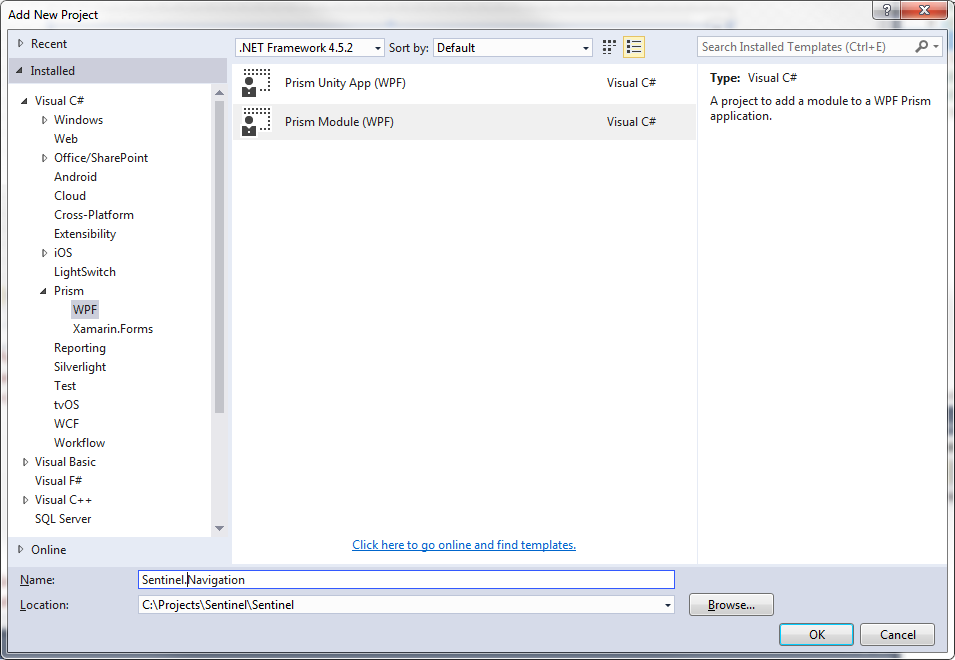 Add New Project
?
Recent
.NET Framework 4.5.2 Sort by: Default
Search Installed Templates (Ctrl+E)
Installed
Visual C#
Windows
Web
Office/SharePoint
Android
Cloud
Cross-Platform
Extensibility
iOS
LightSwitch
Prism
WPF
Xamarin.Forms
Reporting
Silverlight
Test
tvOS
WCF
Workflow
Visual Basic
Visual F#
Visual C++
SQL Server
Online
Prism Unity App (WPF) Visual C#
Prism Module (WPF) Visual C#
Click here to go online and find templates.
Type: Visual C#
A project to add a module to a WPF Prism
application.
Name: Sentinel.Navigation
Location: C:\Projects\Sentinel\Sentinel
Browse...
OK
Cancel